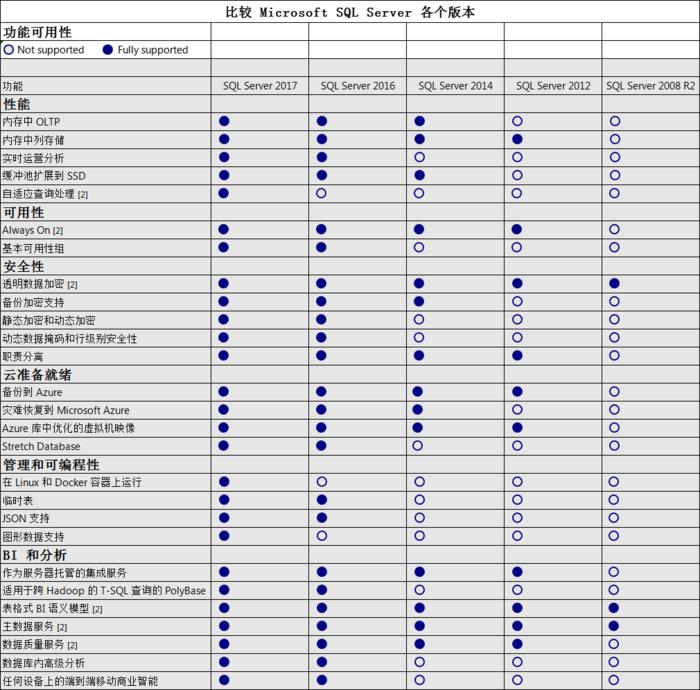 比较 Microsoft SQL Server 各个版本
功能可用性
Not supported Fully supported
功能 SQL Server 2017 SQL Server 2016 SQL Server 2014 SQL Server 2012 SQL Server 2008 R2
性能
内存中 OLTP
内存中列存储
实时运营分析
缓冲池扩展到 SSD
自适应查询处理 [2]
可用性
Always On [2]
基本可用性组
安全性
透明数据加密 [2]
备份加密支持
静态加密和动态加密
动态数据掩码和行级别安全性
职责分离
云准备就绪
备份到 Azure
灾难恢复到 Microsoft Azure
Azure 库中优化的虚拟机映像
Stretch Database
管理和可编程性
在 Linux 和 Docker 容器上运行
临时表
JSON 支持
图形数据支持
BI 和分析
作为服务器托管的集成服务
适用于跨 Hadoop 的 T-SQL 查询的 PolyBase
表格式 BI 语义模型 [2]
主数据服务 [2]
数据质量服务 [2]
数据库内高级分析
任何设备上的端到端移动商业智能